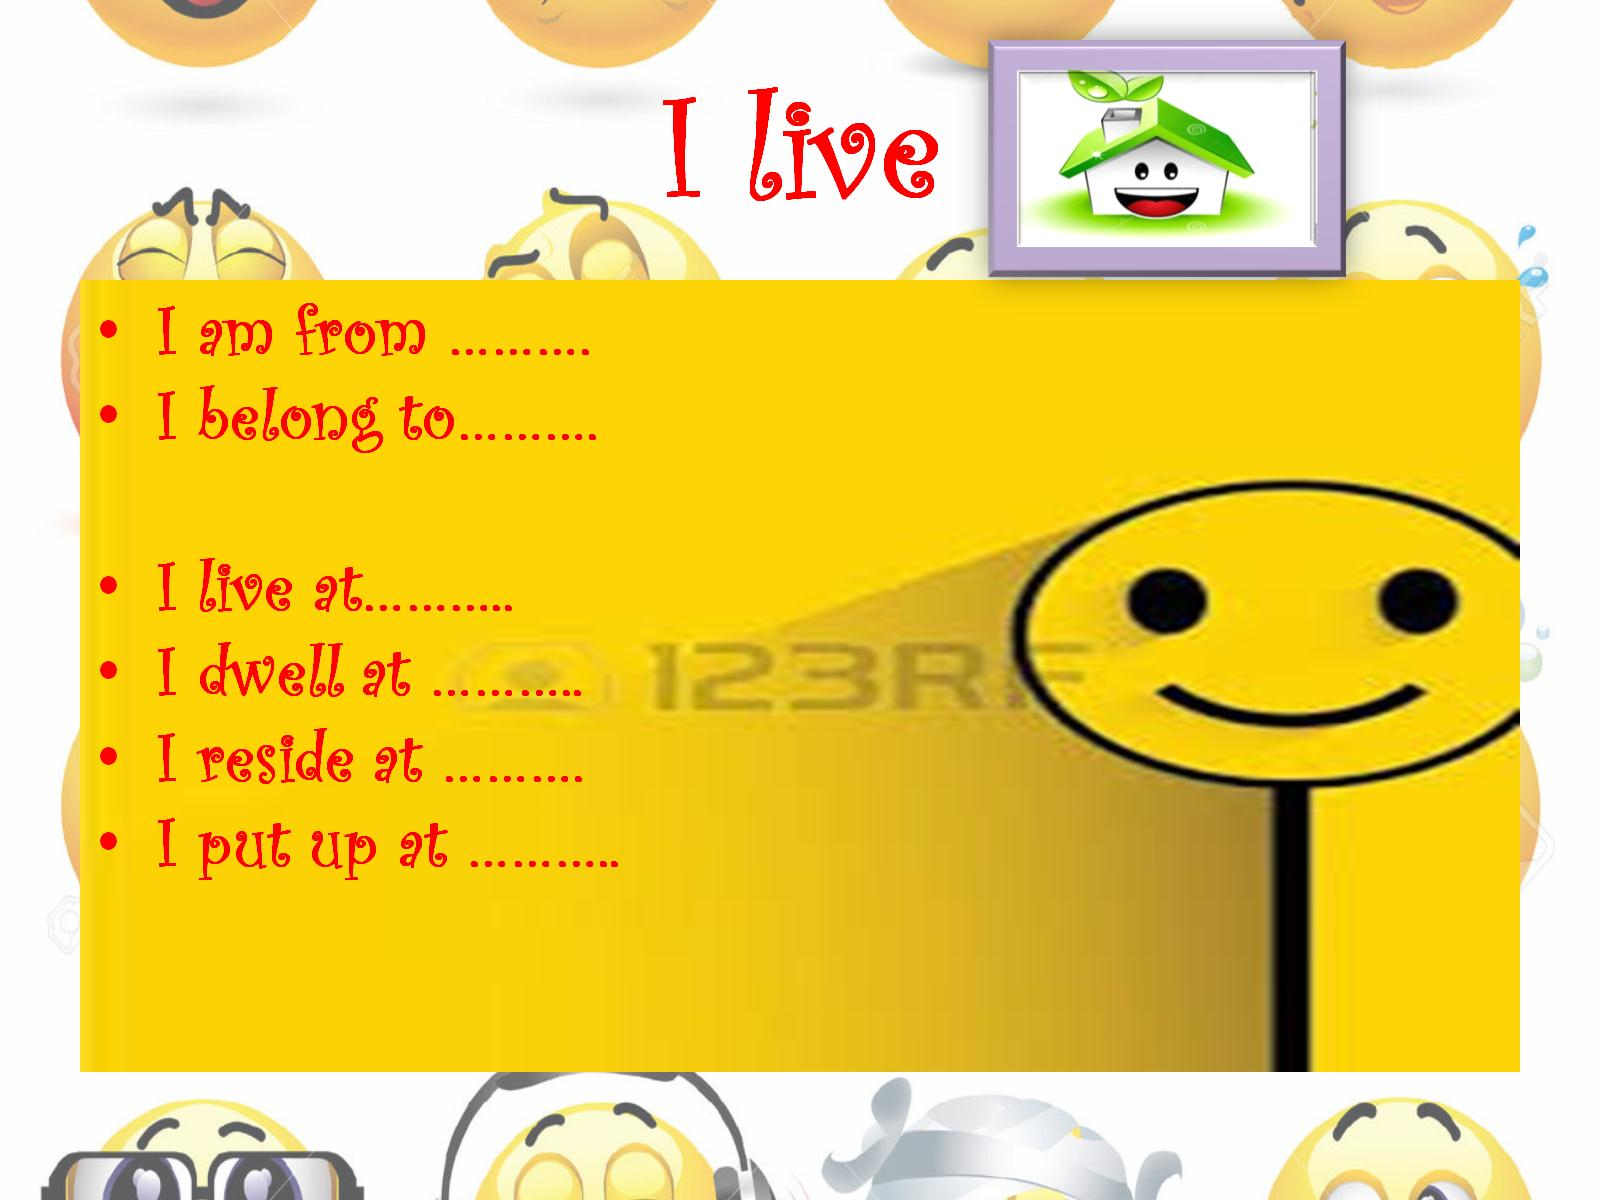 I live
• I am from ……….
• I belong to……….
• I live at………..
• I dwell at ………..
• I reside at ……….
• I put up at ………..
123RF